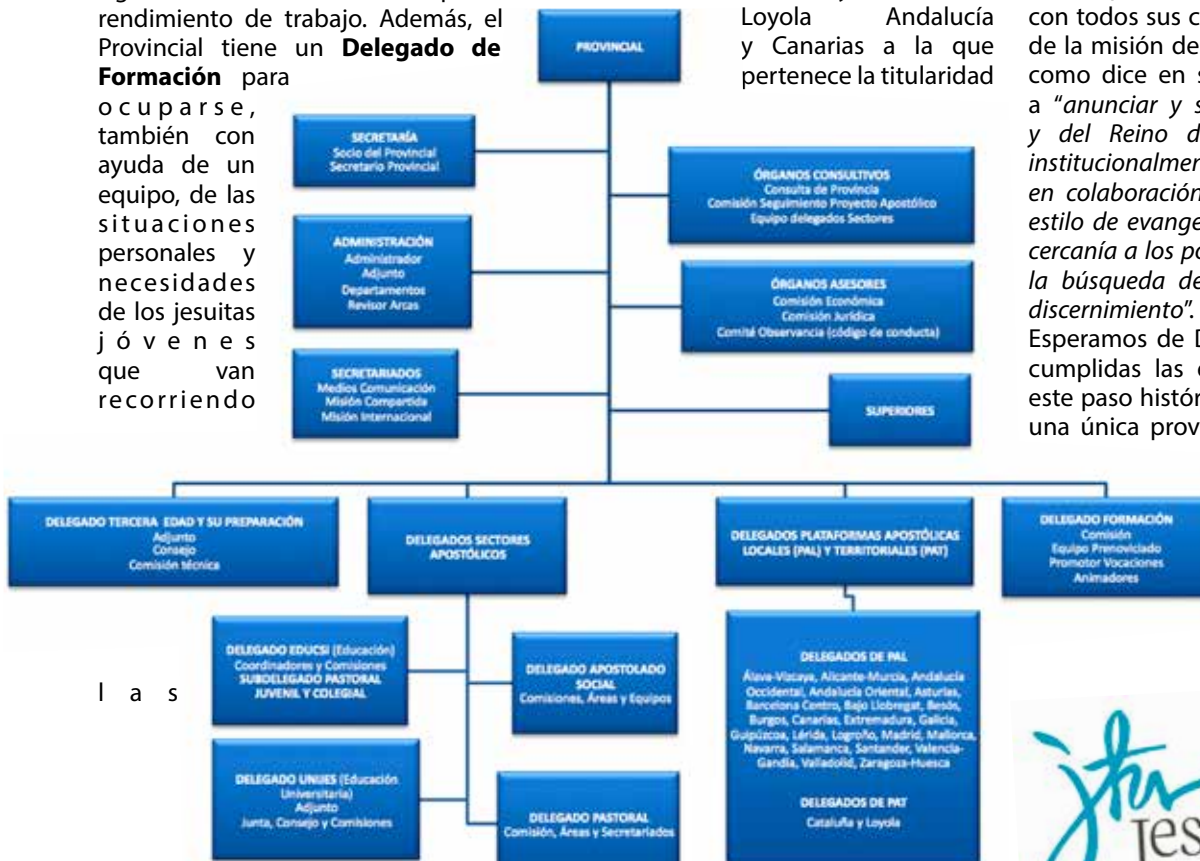 rendimiento de trabajo. Además, el
Provincial tiene un Delegado de
Formación para
ocuparse,
también con
ayuda de un
equipo, de las
situaciones
personales y
necesidades
de los jesuitas
jóvenes
que van
recorriendo
las
Loyola Andalucía
y Canarias a la que
pertenece la titularidad
con todos sus
de la misión de
como dice en
a "anunciar y
y del Reino
institucionalmen
en colaboración
estilo de evange
cercanía a los
la búsqueda
discernimiento".
Esperamos de
cumplidas las
este paso histór
una única prov
PROVINCIAL
SECRETARÍA
Socio del Provincial
Secretario Provincial
ÓRGANOS CONSULTIVOS
Consulta de Provincia
Comisión Seguimiento Proyecto Apostólico
Equipo delegados Sectores
ADMINISTRACIÓN
Administrador
Adjunto
Departamentos
Revisor Arcas
ÓRGANOS ASESORES
Comisión Económica
Comisión Jurídica
Comité Observancia (código de conducta)
SECRETARIADOS
Medios Comunicación
Misión Compartida
Misión Internacional
SUPERIORES
DELEGADO TERCERA EDAD Y SU PREPARACIÓN
Adjunto
Consejo
Comisión técnica
DELEGADOS SECTORES
APOSTÓLICOS
DELEGADOS PLATAFORMAS APOSTÓLICAS
LOCALES (PAL) Y TERRITORIALES (PAT)
DELEGADO FORMACIÓN
Comisión
Equipo Prenoviciado
Promotor Vocaciones
Animadores
DELEGADO EDUCSI (Educación)
Coordinadores y Comisiones
SUBDELEGADO PASTORAL
JUVENIL Y COLEGIAL
DELEGADO APOSTOLADO
SOCIAL
Comisiones, Áreas y Equipos
DELEGADO UNIJES (Educación
Universitaria)
Adjunto
Junta, Consejo y Comisiones
DELEGADO PASTORAL
Comisión, Áreas y Secretariados
DELEGADOS DE PAL
Álava-Vizcaya, Alicante-Murcia, Andalucía
Occidental, Andalucía Oriental, Asturias,
Barcelona Centro, Bajo Llobregat, Besós,
Burgos, Canarias, Extremadura, Galicia,
Guipúzcoa, Lérida, Logroño, Madrid, Mallorca,
Navarra, Salamanca, Santander, Valencia-
Gandía, Valladolid, Zaragoza-Huesca
DELEGADOS DE PAT
Cataluña y Loyola
jhs
Jes